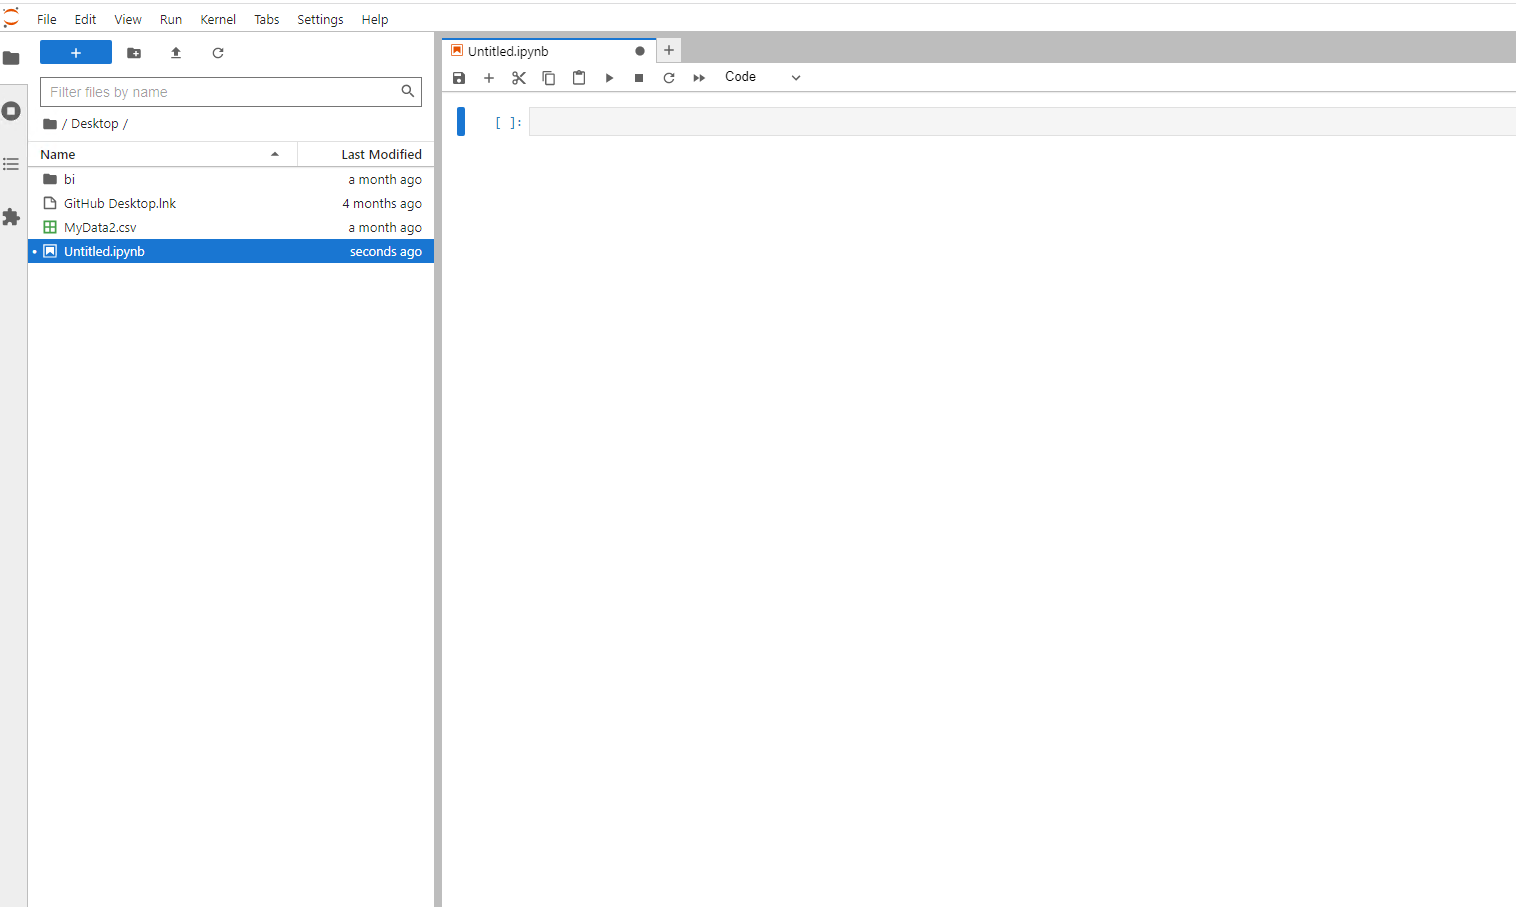 File Edit View Run Kernel Tabs Settings Help
Untitled.ipynb
Code
Filter files by name
/ Desktop /
Name Last Modified
bi a month ago
GitHub Desktop.lnk 4 months ago
MyData2.csv a month ago
Untitled.ipynb seconds ago
[ ]: